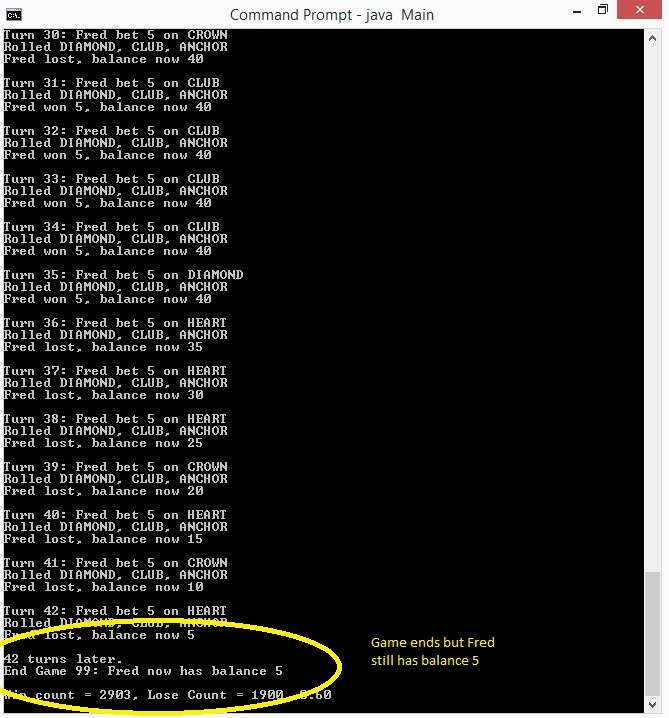 Command Prompt - java Main
Turn 30: Fred bet 5 on CROWN
Rolled DIAMOND, CLUB, ANCHOR
Fred lost, balance now 40
Turn 31: Fred bet 5 on CLUB
Rolled DIAMOND, CLUB, ANCHOR
Fred won 5, balance now 40
Turn 32: Fred bet 5 on CLUB
Rolled DIAMOND, CLUB, ANCHOR
Fred won 5, balance now 40
Turn 33: Fred bet 5 on CLUB
Rolled DIAMOND, CLUB, ANCHOR
Fred won 5, balance now 40
Turn 34: Fred bet 5 on CLUB
Rolled DIAMOND, CLUB, ANCHOR
Fred won 5, balance now 40
Turn 35: Fred bet 5 on DIAMOND
Rolled DIAMOND, CLUB, ANCHOR
Fred won 5, balance now 40
Turn 36: Fred bet 5 on HEART
Rolled DIAMOND, CLUB, ANCHOR
Fred lost, balance now 35
Turn 37: Fred bet 5 on HEART
Rolled DIAMOND, CLUB, ANCHOR
Fred lost, balance now 30
Turn 38: Fred bet 5 on HEART
Rolled DIAMOND, CLUB, ANCHOR
Fred lost, balance now 25
Turn 39: Fred bet 5 on CROWN
Rolled DIAMOND, CLUB, ANCHOR
Fred lost, balance now 20
Turn 40: Fred bet 5 on HEART
Rolled DIAMOND, CLUB, ANCHOR
Fred lost, balance now 15
Turn 41: Fred bet 5 on CROWN
Rolled DIAMOND, CLUB, ANCHOR
Fred lost, balance now 10
Turn 42: Fred bet 5 on HEART
Rolled DIAMOND, CLUB, ANCHOR
Fred lost, balance now 5
Game ends but Fred
still has balance 5
42 turns later.
End Game 99: Fred now has balance 5
Win count = 2903, Lose Count = 1900, 0.60